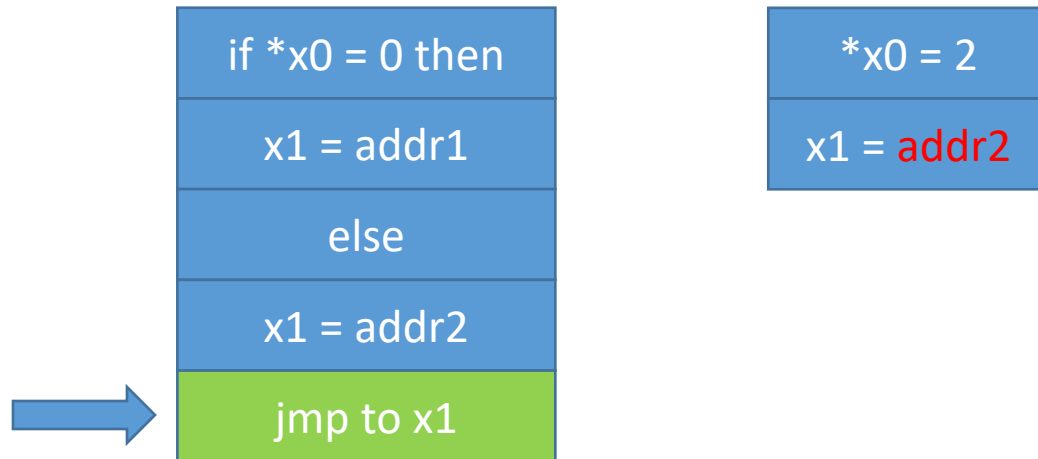 if *x0 = 0 then
x1 = addr1
else
x1 = addr2
jmp to x1
*x0 = 2
x1 = addr2